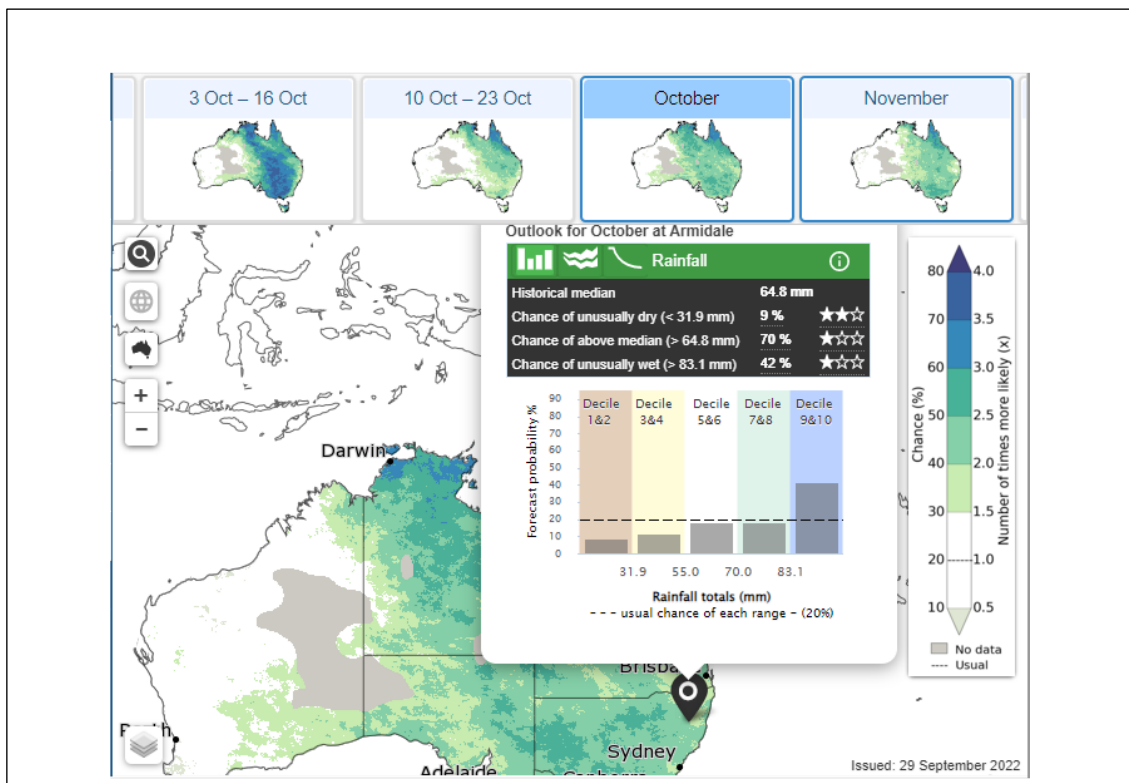 3 Oct – 16 Oct
10 Oct – 23 Oct
October
November
Outlook for October at Armidale
Rainfall
Historical median 64.8 mm
Chance of unusually dry (< 31.9 mm) 9 % ★★☆
Chance of above median (> 64.8 mm) 70 % ★☆☆
Chance of unusually wet (> 83.1 mm) 42 % ★☆☆
Forecast probability %
90
80
70
60
50
40
30
20
10
0
Decile 1&2
Decile 3&4
Decile 5&6
Decile 7&8
Decile 9&10
31.9 55.0 70.0 83.1
Rainfall totals (mm)
--- usual chance of each range - (20%)
Chance (%)
80 4.0
70 3.5
60 3.0
50 2.5
40 2.0
30 1.5
20 1.0
10 0.5
Number of times more likely (x)
No data
Usual
+
−
Darwin
Sydney
Adelaide
Issued: 29 September 2022